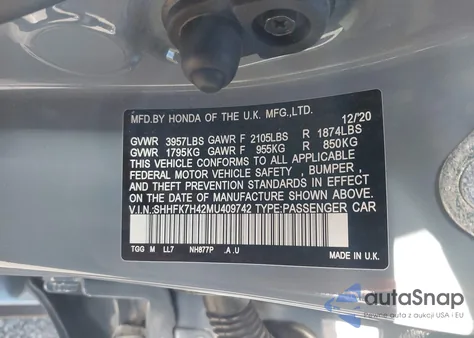 MFD.BY HONDA OF THE U.K. MFG.,LTD. 12/'20
GVWR 3957LBS GAWR F 2105LBS R 1874LBS
GVWR 1795KG GAWR F 955KG R 850KG
THIS VEHICLE CONFORMS TO ALL APPLICABLE
FEDERAL MOTOR VEHICLE SAFETY , BUMPER ,
AND THEFT PREVENTION STANDARDS IN EFFECT
ON THE DATE OF MANUFACTURE SHOWN ABOVE.
V.I.N.:SHHFK7H42MU409742 TYPE:PASSENGER CAR
TGG M LL7 NH877P .A.U
MADE IN U.K.
autoSnap